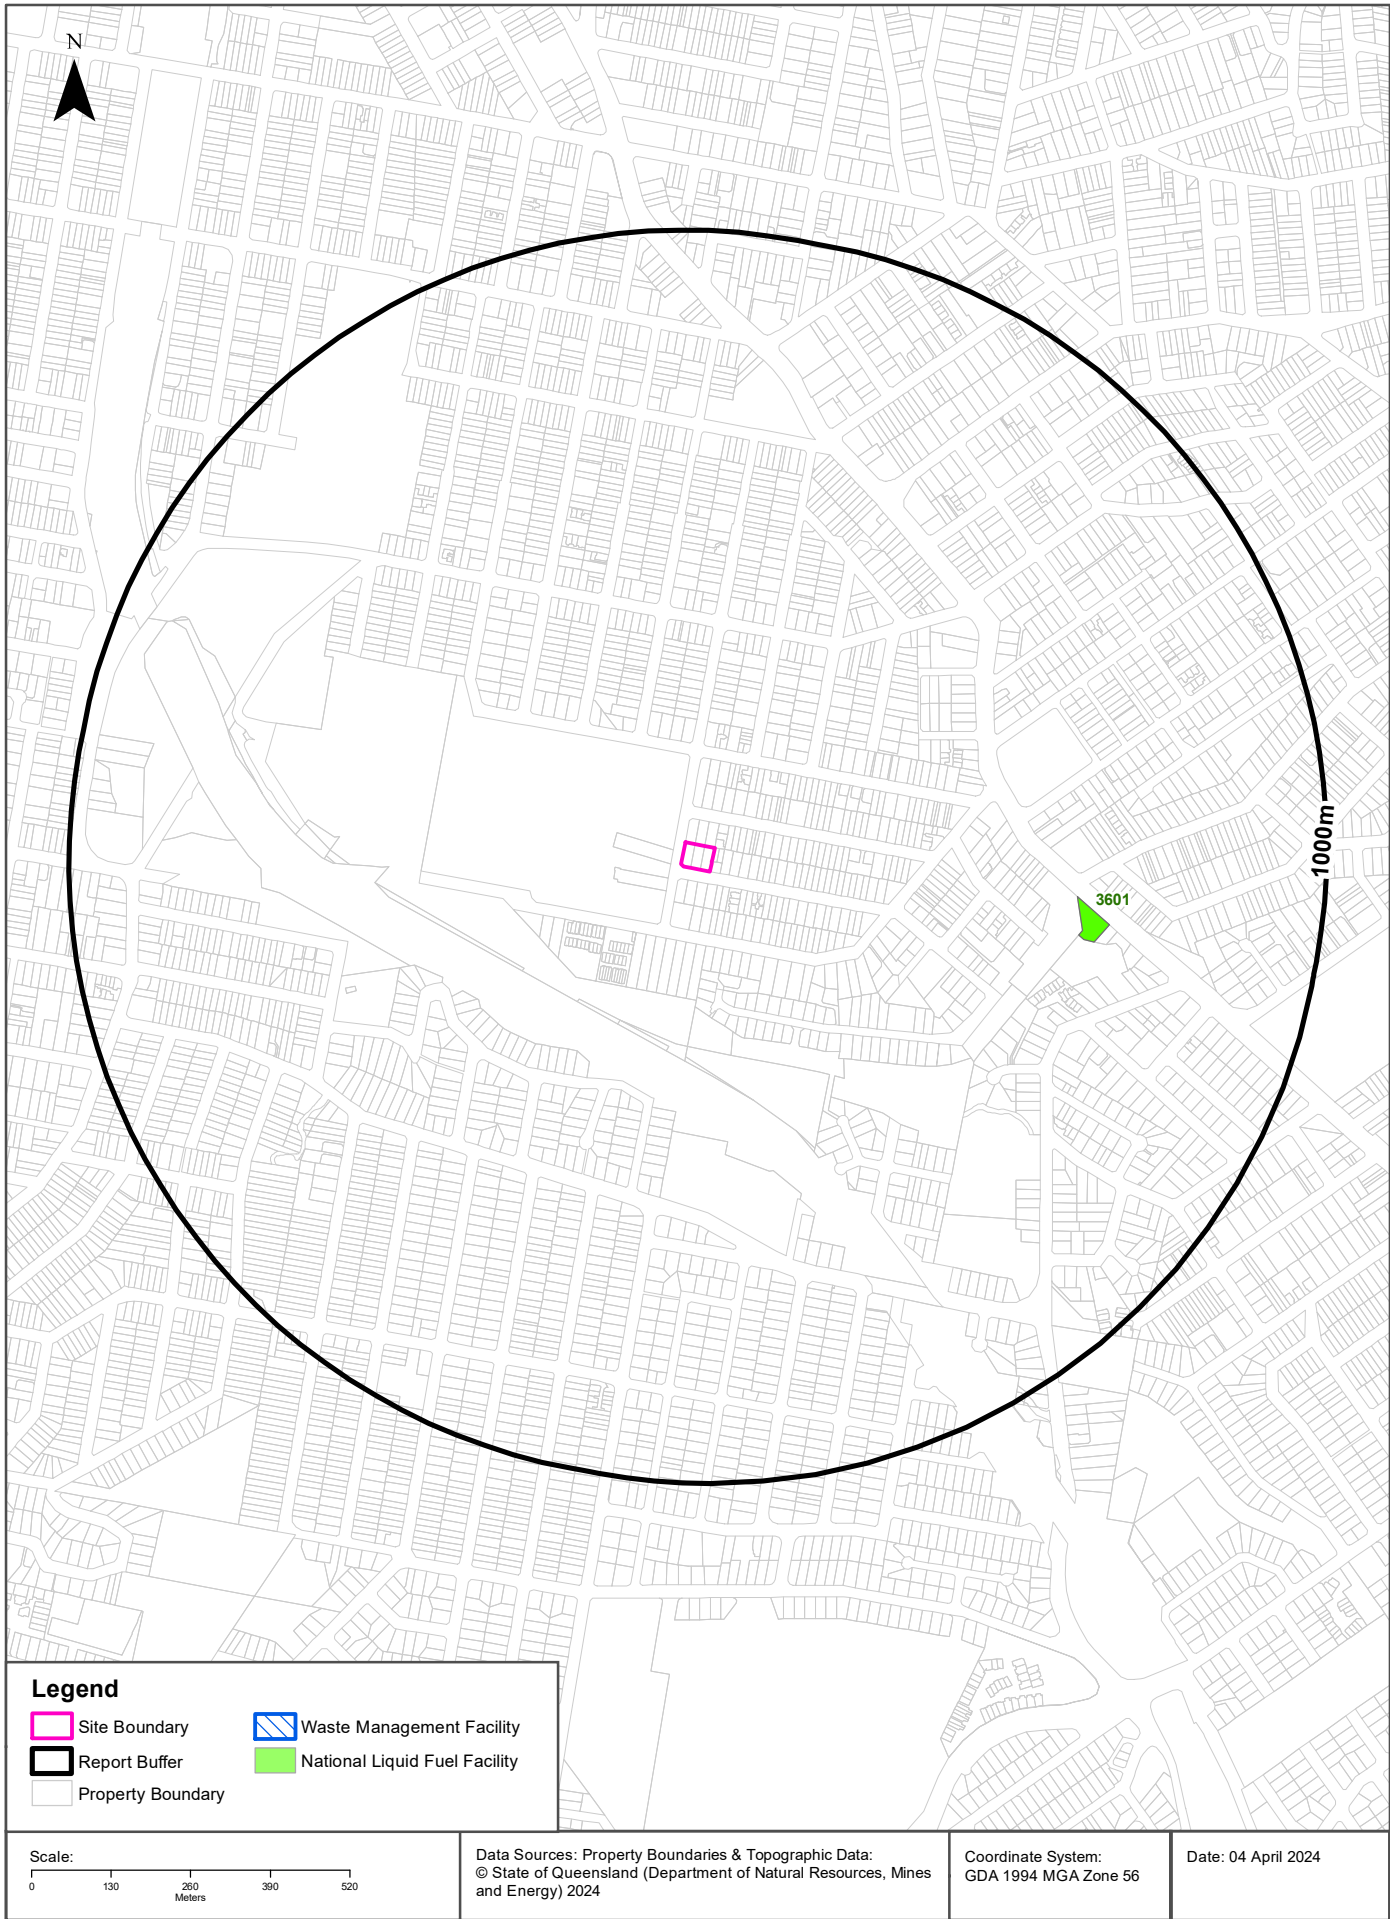 N
1000m
3601
Legend
Site Boundary
Waste Management Facility
Report Buffer
National Liquid Fuel Facility
Property Boundary
Scale:
0 130 260 390 520
Meters
Data Sources: Property Boundaries & Topographic Data:
© State of Queensland (Department of Natural Resources, Mines
and Energy) 2024
Coordinate System:
GDA 1994 MGA Zone 56
Date: 04 April 2024